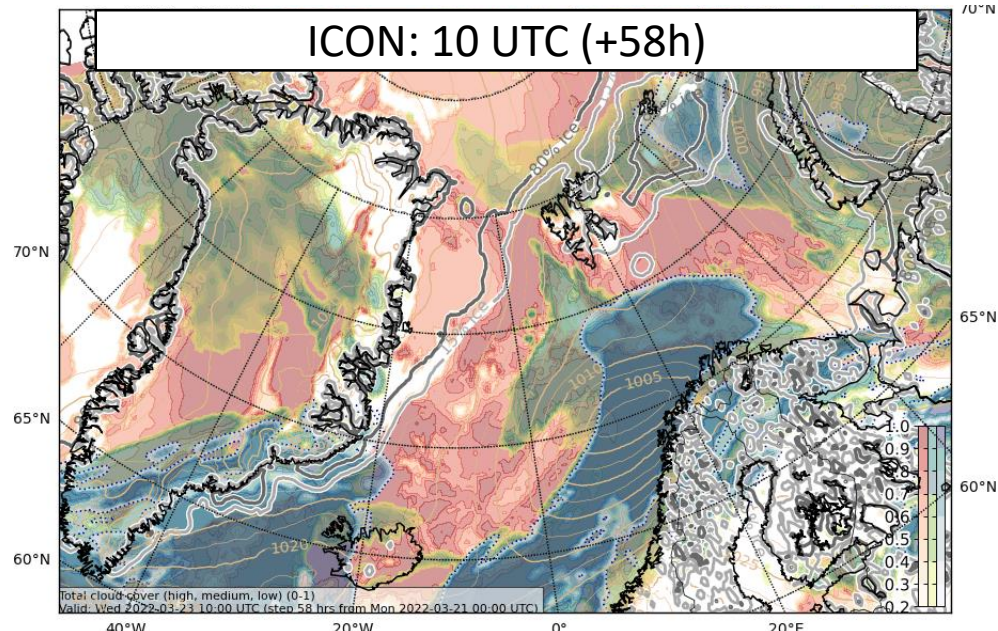 70°N
ICON: 10 UTC (+58h)
80% ice
1010
70°N
65°N
1010
1005
15% ice
65°N
1.0
0.9
0.8
0.7
60°N
0.6
0.5
60°N
1020
0.4
0.3
0.2
Total cloud cover (high, medium, low) (0-1)
Valid: Wed 2022-03-23 10:00 UTC (step 58 hrs from Mon 2022-03-21 00:00 UTC)
40°W
20°W
0°
20°E